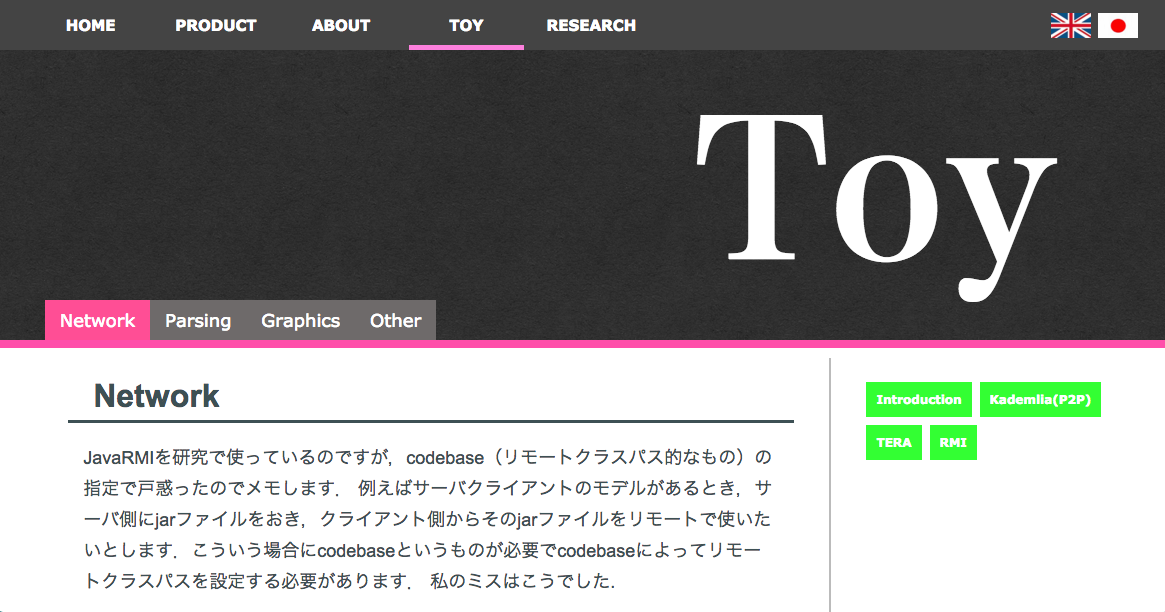 HOME PRODUCT ABOUT TOY RESEARCH
Toy
Network Parsing Graphics Other
Network
JavaRMIを研究で使っているのですが，codebase（リモートクラスパス的なもの）の
指定で戸惑ったのでメモします． 例えばサーバクライアントのモデルがあるとき，サ
ーバ側にjarファイルをおき，クライアント側からそのjarファイルをリモートで使いた
いとします．こういう場合にcodebaseというものが必要でcodebaseによってリモー
トクラスパスを設定する必要があります． 私のミスはこうでした.
Introduction Kademlia(P2P)
TERA RMI